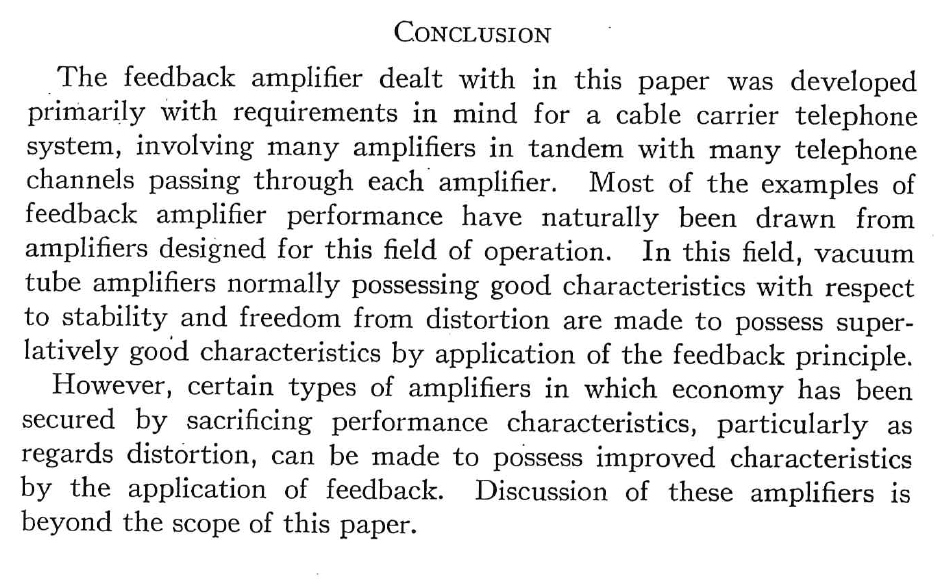 CONCLUSION
The feedback amplifier dealt with in this paper was developed
primarily with requirements in mind for a cable carrier telephone
system, involving many amplifiers in tandem with many telephone
channels passing through each amplifier. Most of the examples of
feedback amplifier performance have naturally been drawn from
amplifiers designed for this field of operation. In this field, vacuum
tube amplifiers normally possessing good characteristics with respect
to stability and freedom from distortion are made to possess super-
latively good characteristics by application of the feedback principle.
However, certain types of amplifiers in which economy has been
secured by sacrificing performance characteristics, particularly as
regards distortion, can be made to possess improved characteristics
by the application of feedback. Discussion of these amplifiers is
beyond the scope of this paper.